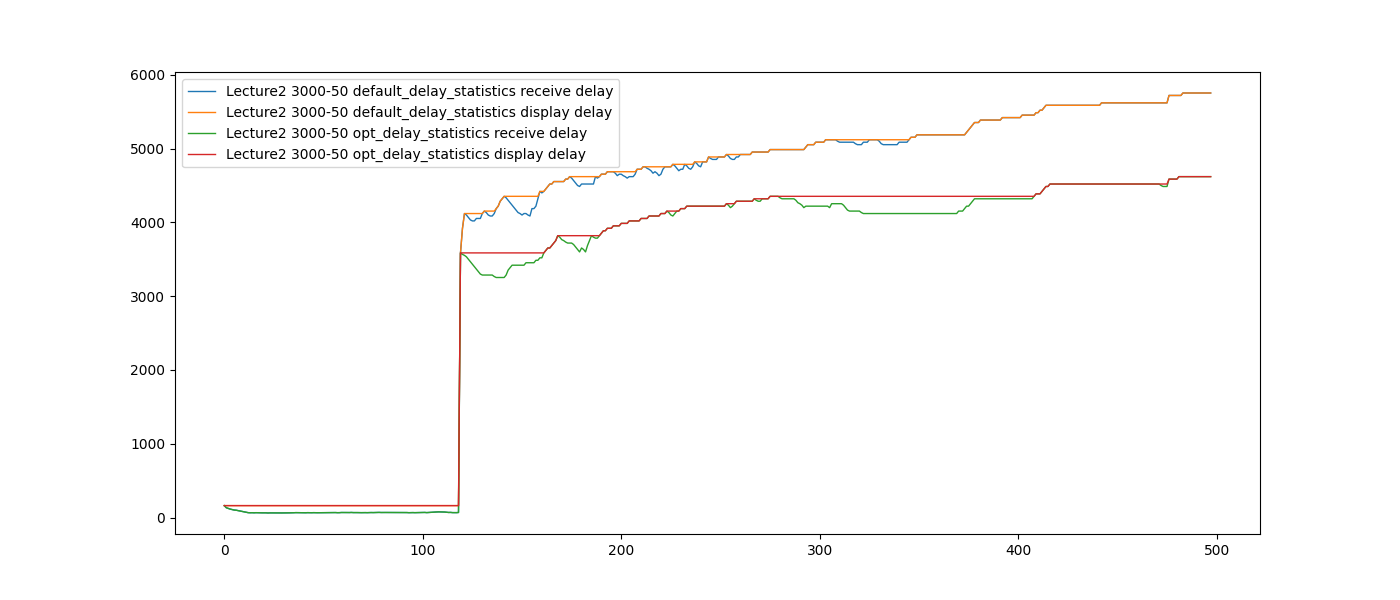 6000
5000
4000
3000
2000
1000
0
Lecture2 3000-50 default_delay_statistics receive delay
Lecture2 3000-50 default_delay_statistics display delay
Lecture2 3000-50 opt_delay_statistics receive delay
Lecture2 3000-50 opt_delay_statistics display delay
0 100 200 300 400 500